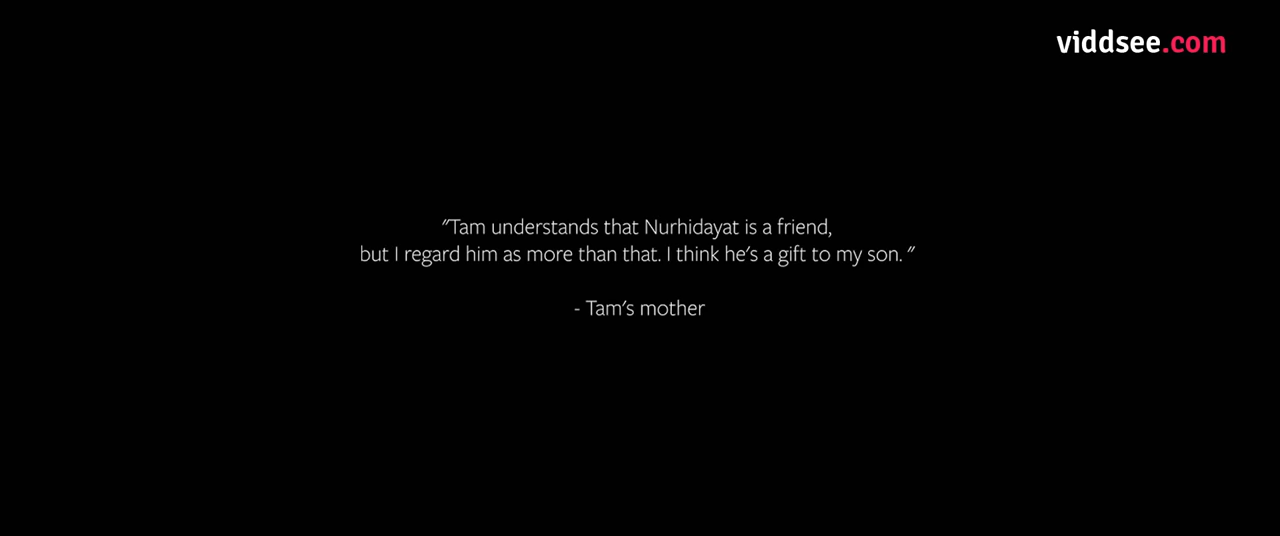 viddsee.com
"Tam understands that Nurhidayat is a friend,
but I regard him as more than that. I think he's a gift to my son. "
- Tam's mother